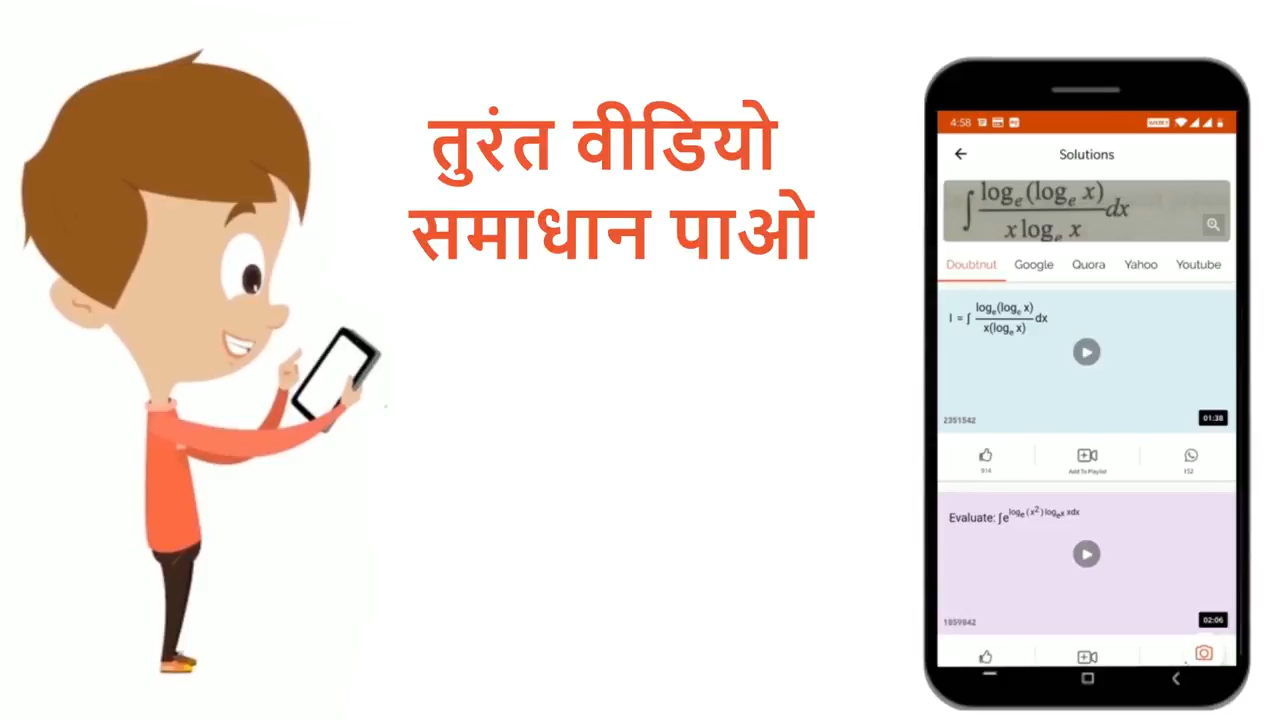 तुरंत वीडियो
समाधान पाओ
4:58
Solutions
∫ logₑ(logₑ x) / x logₑ x dx
Doubtnut Google Quora Yahoo Youtube
I = ∫ logₑ(logₑ x) / x(logₑ x) dx
2351542 01:38
914 Add To Playlist 152
Evaluate: ∫e^logₑ(x²)logₑx xdx
1859842 02:06